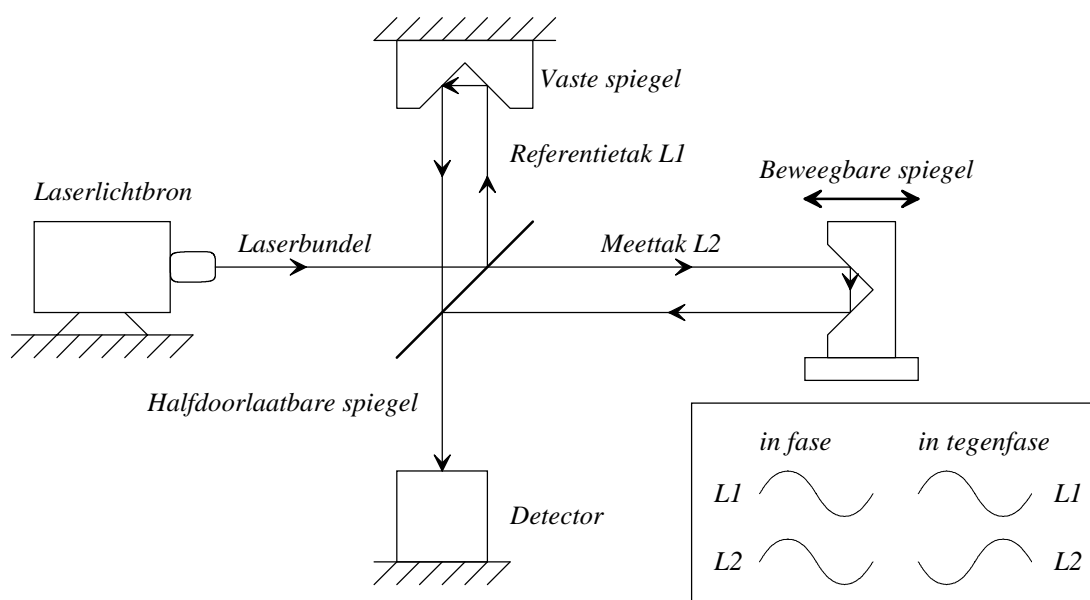 Vaste spiegel
Referentietak L1
Beweegbare spiegel
Laserlichtbron
Laserbundel
Meettak L2
Halfdoorlaatbare spiegel
Detector
in fase in tegenfase
L1 L1
L2 L2